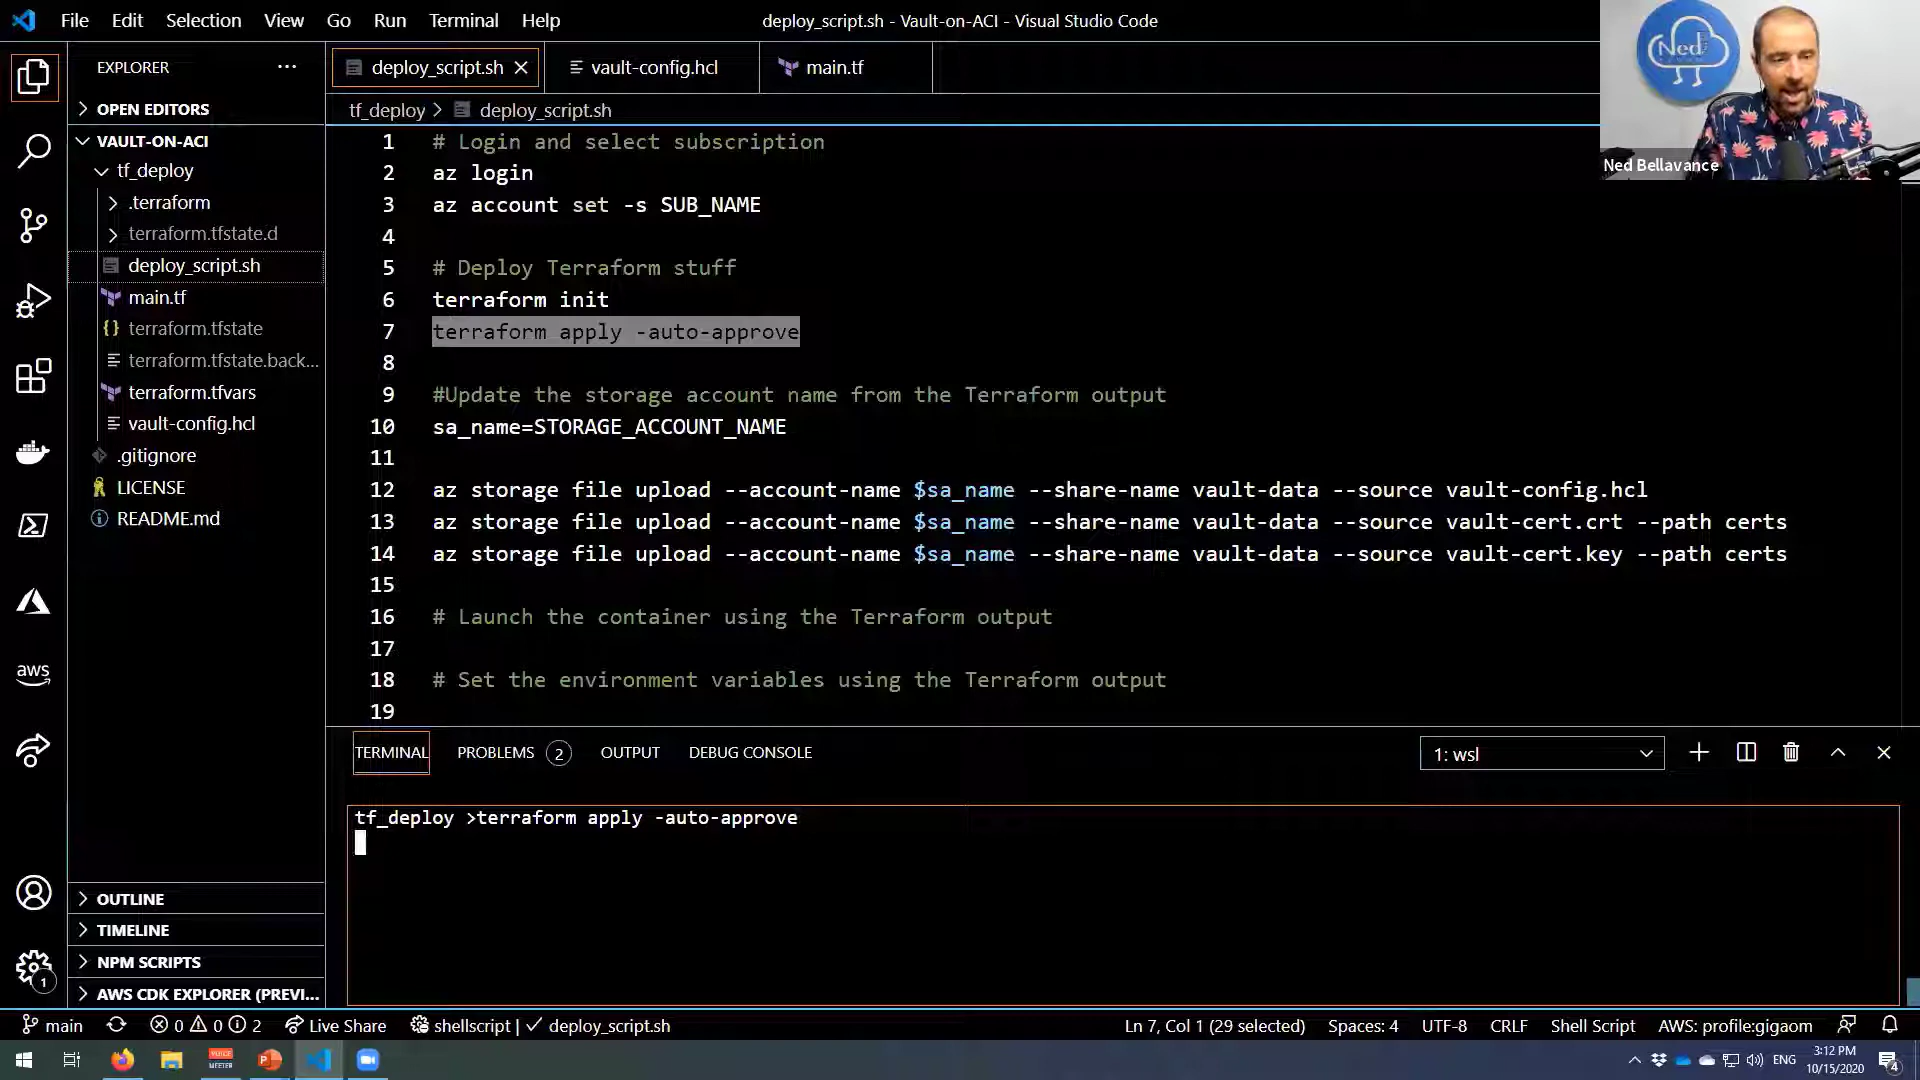 File Edit Selection View Go Run Terminal Help
deploy_script.sh - Vault-on-ACI - Visual Studio Code
Ned
Ned Bellavance
EXPLORER
OPEN EDITORS
VAULT-ON-ACI
tf_deploy
.terraform
terraform.tfstate.d
deploy_script.sh
main.tf
terraform.tfstate
terraform.tfstate.back...
terraform.tfvars
vault-config.hcl
.gitignore
LICENSE
README.md
OUTLINE
TIMELINE
NPM SCRIPTS
AWS CDK EXPLORER (PREVI...
aws
1
deploy_script.sh vault-config.hcl main.tf
tf_deploy > deploy_script.sh
1 # Login and select subscription
2 az login
3 az account set -s SUB_NAME
4
5 # Deploy Terraform stuff
6 terraform init
7 terraform apply -auto-approve
8
9 #Update the storage account name from the Terraform output
10 sa_name=STORAGE_ACCOUNT_NAME
11
12 az storage file upload --account-name $sa_name --share-name vault-data --source vault-config.hcl
13 az storage file upload --account-name $sa_name --share-name vault-data --source vault-cert.crt --path certs
14 az storage file upload --account-name $sa_name --share-name vault-data --source vault-cert.key --path certs
15
16 # Launch the container using the Terraform output
17
18 # Set the environment variables using the Terraform output
19
TERMINAL PROBLEMS 2 OUTPUT DEBUG CONSOLE 1: wsl
tf_deploy >terraform apply -auto-approve
main 0 0 2 Live Share shellscript | ✓ deploy_script.sh Ln 7, Col 1 (29 selected) Spaces: 4 UTF-8 CRLF Shell Script AWS: profile:gigaom
VOICE MEETER
ENG
3:12 PM
10/15/2020
4